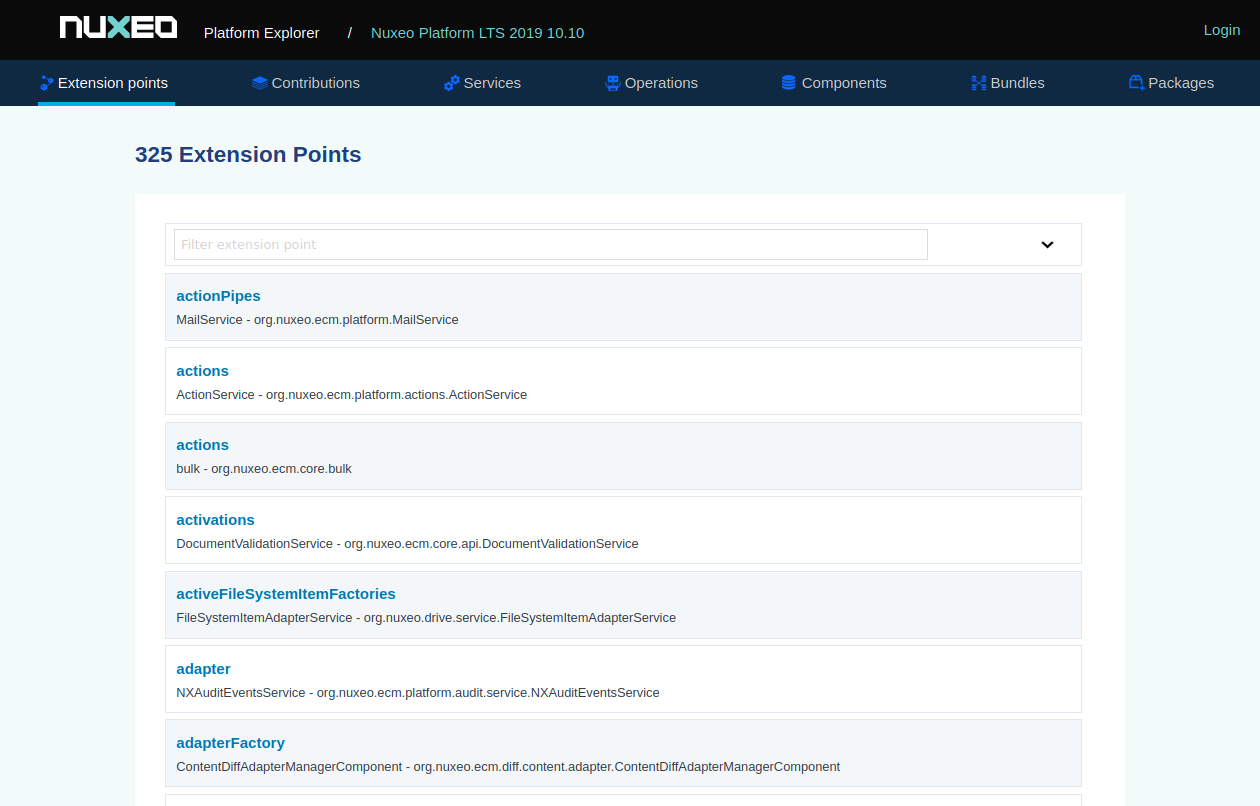 NUXEO Platform Explorer / Nuxeo Platform LTS 2019 10.10 Login
Extension points Contributions Services Operations Components Bundles Packages
325 Extension Points
Filter extension point
actionPipes
MailService - org.nuxeo.ecm.platform.MailService
actions
ActionService - org.nuxeo.ecm.platform.actions.ActionService
actions
bulk - org.nuxeo.ecm.core.bulk
activations
DocumentValidationService - org.nuxeo.ecm.core.api.DocumentValidationService
activeFileSystemItemFactories
FileSystemItemAdapterService - org.nuxeo.drive.service.FileSystemItemAdapterService
adapter
NXAuditEventsService - org.nuxeo.ecm.platform.audit.service.NXAuditEventsService
adapterFactory
ContentDiffAdapterManagerComponent - org.nuxeo.ecm.diff.content.adapter.ContentDiffAdapterManagerComponent